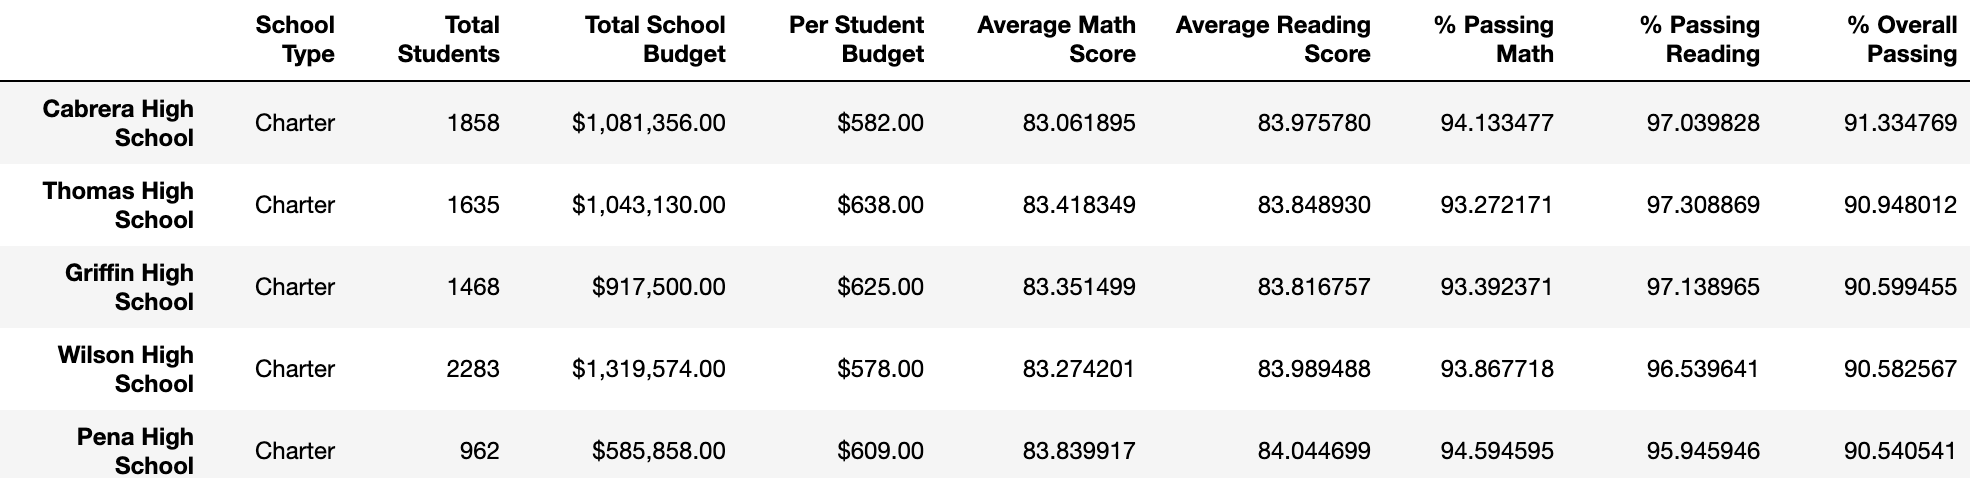 School Total Total School Per Student Average Math Average Reading % Passing % Passing % Overall
Type Students Budget Budget Score Score Math Reading Passing
Cabrera High
School Charter 1858 $1,081,356.00 $582.00 83.061895 83.975780 94.133477 97.039828 91.334769
Thomas High
School Charter 1635 $1,043,130.00 $638.00 83.418349 83.848930 93.272171 97.308869 90.948012
Griffin High
School Charter 1468 $917,500.00 $625.00 83.351499 83.816757 93.392371 97.138965 90.599455
Wilson High
School Charter 2283 $1,319,574.00 $578.00 83.274201 83.989488 93.867718 96.539641 90.582567
Pena High
School Charter 962 $585,858.00 $609.00 83.839917 84.044699 94.594595 95.945946 90.540541